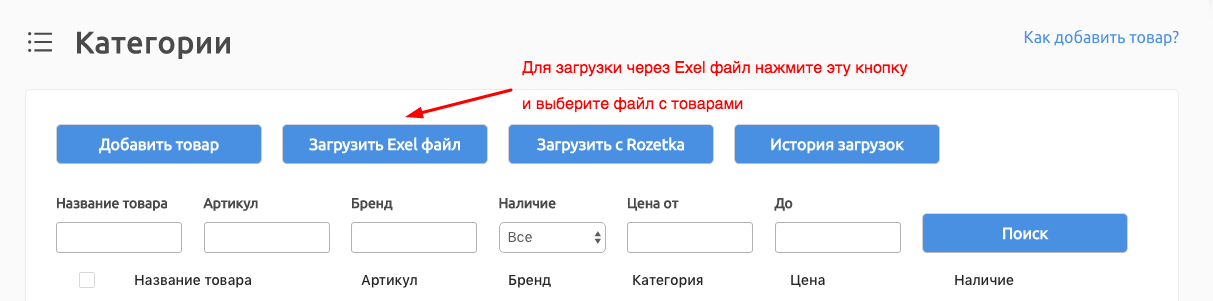 Категории
Как добавить товар?
Для загрузки через Exel файл нажмите эту кнопку
и выберите файл с товарами
Добавить товар
Загрузить Exel файл
Загрузить с Rozetka
История загрузок
Название товара
Артикул
Бренд
Наличие
Цена от
До
Все
Поиск
Название товара
Артикул
Бренд
Категория
Цена
Наличие